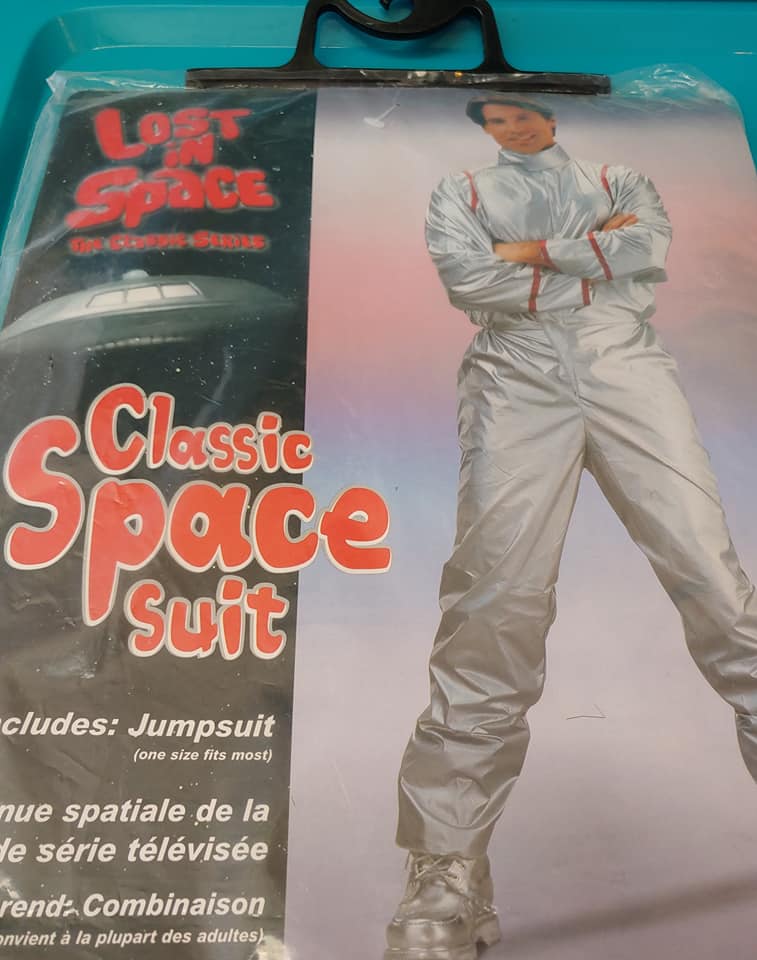 LOST
iN
SpacE
THE CLASSIC SERIES
Classic
Space
suit
cludes: Jumpsuit
(one size fits most)
nue spatiale de la
de série télévisée
rend: Combinaison
onvient à la plupart des adultes)